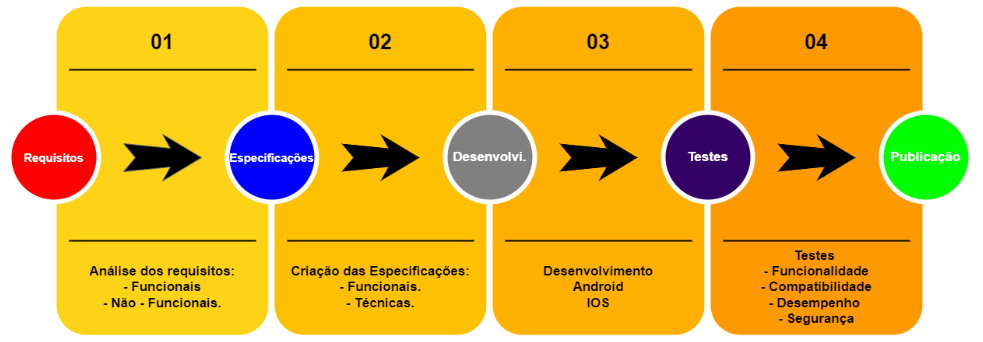 01
02
03
04
Requisitos
Especificações
Desenvolvi.
Testes
Publicação
Análise dos requisitos:
- Funcionais
- Não - Funcionais.
Criação das Especificações:
- Funcionais.
- Técnicas.
Desenvolvimento
Android
IOS
Testes
- Funcionalidade
- Compatibilidade
- Desempenho
- Segurança